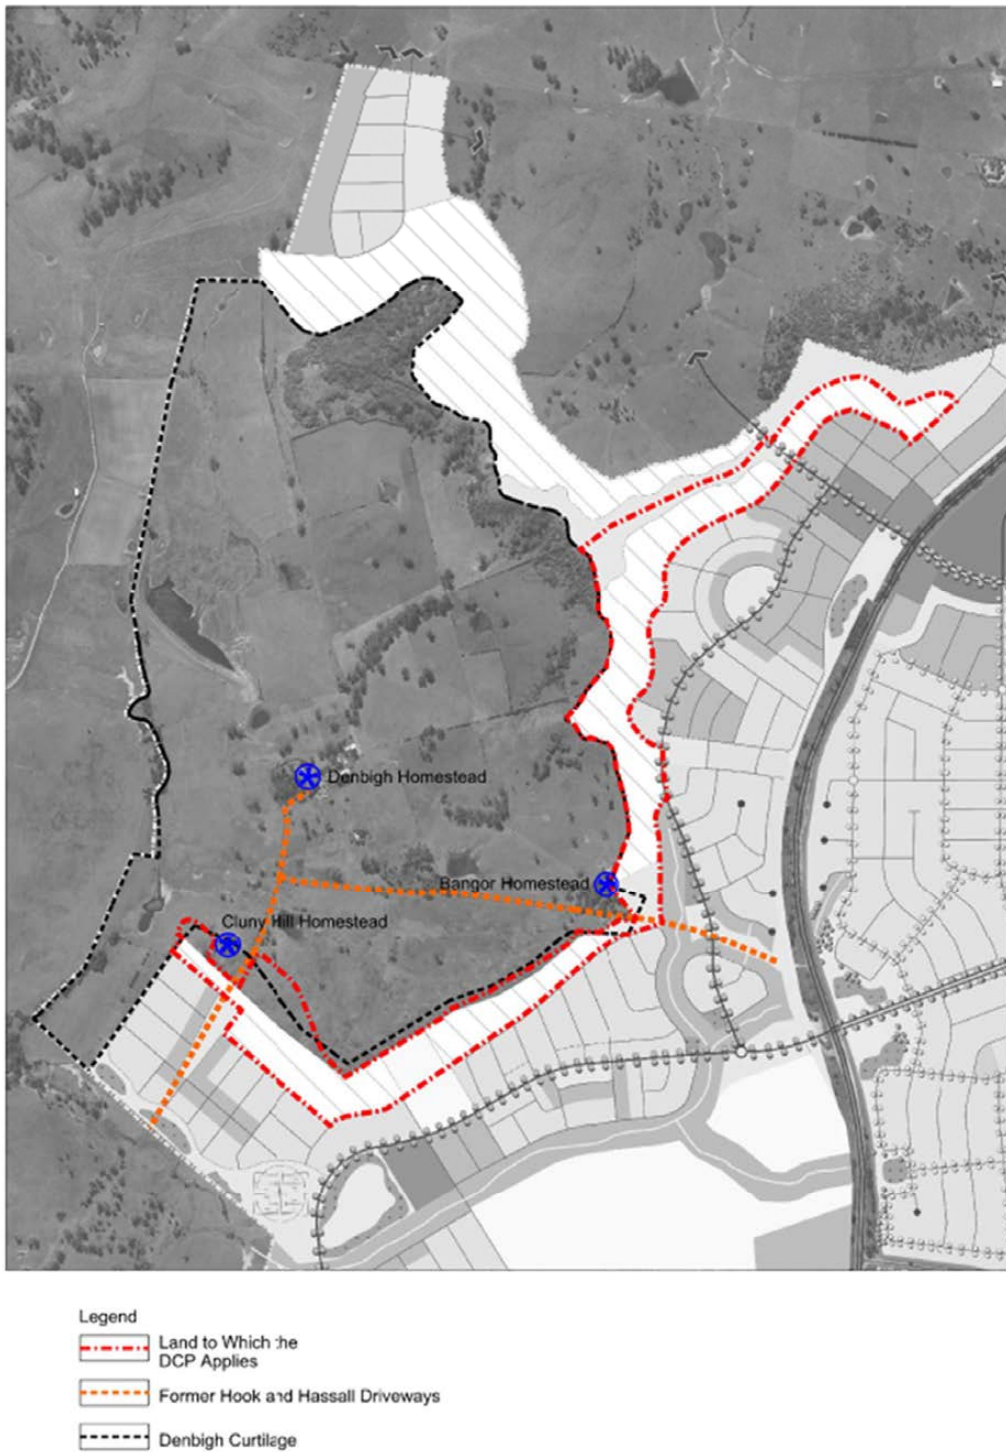 Denbigh Homestead
Bangor Homestead
Cluny Hill Homestead
Legend
Land to Which the
DCP Applies
Former Hook and Hassall Driveways
Denbigh Curtilage